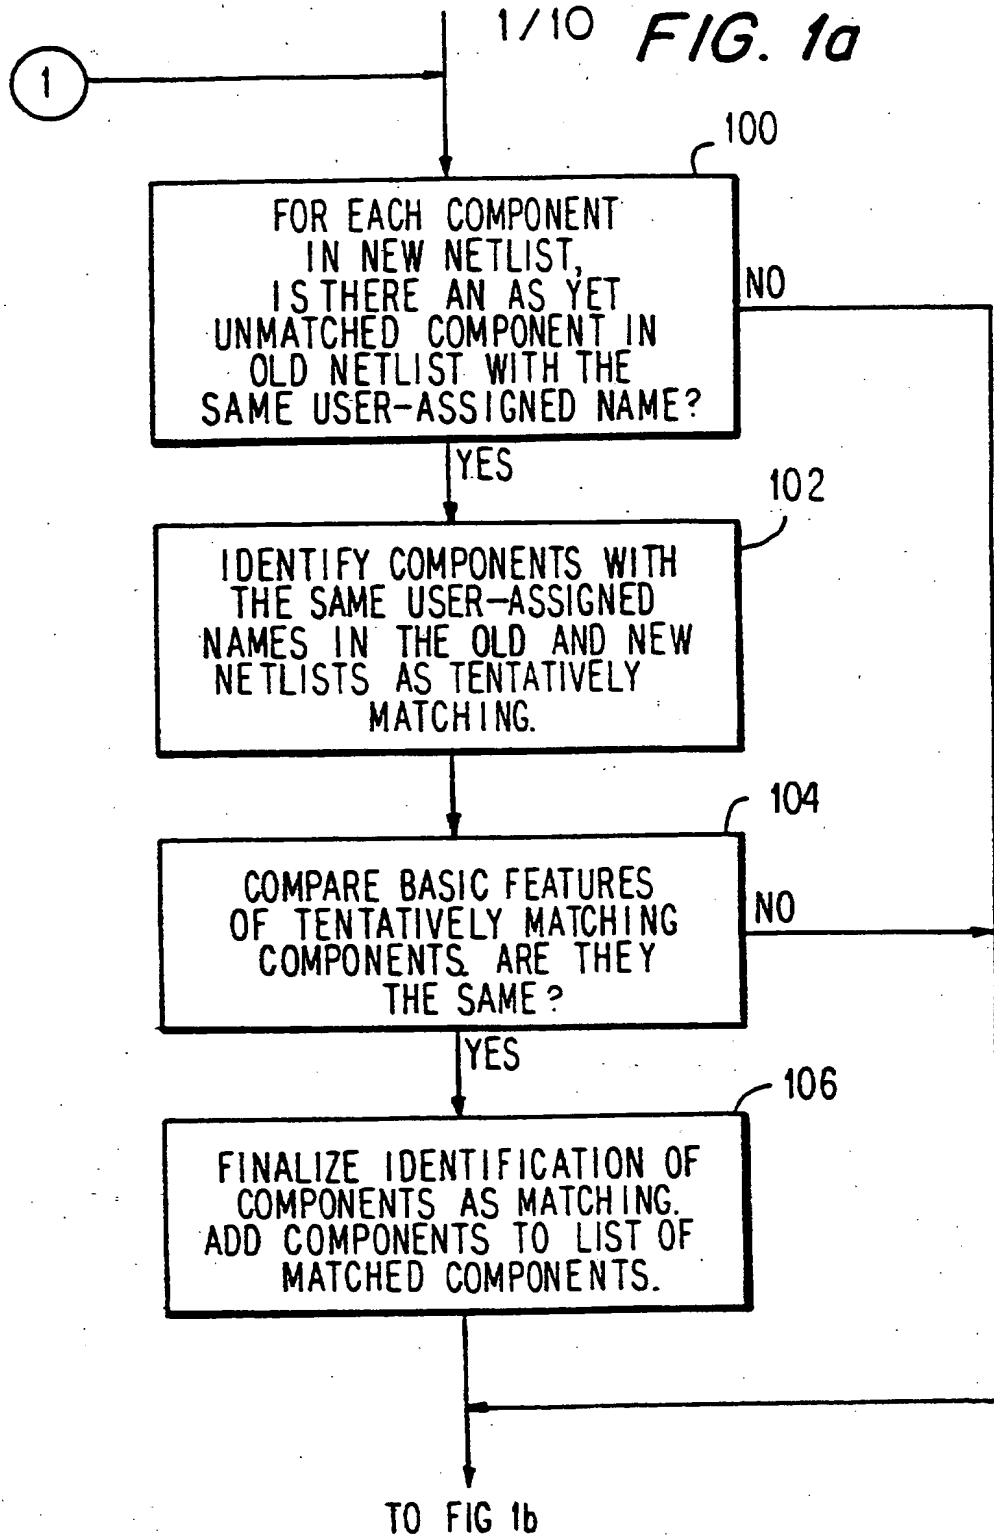 1/10 FIG. 1a
1
100
FOR EACH COMPONENT
IN NEW NETLIST,
IS THERE AN AS YET
UNMATCHED COMPONENT IN
OLD NETLIST WITH THE
SAME USER-ASSIGNED NAME?
NO
YES
102
IDENTIFY COMPONENTS WITH
THE SAME USER-ASSIGNED
NAMES IN THE OLD AND NEW
NETLISTS AS TENTATIVELY
MATCHING.
104
COMPARE BASIC FEATURES
OF TENTATIVELY MATCHING
COMPONENTS. ARE THEY
THE SAME?
NO
YES
106
FINALIZE IDENTIFICATION OF
COMPONENTS AS MATCHING.
ADD COMPONENTS TO LIST OF
MATCHED COMPONENTS.
TO FIG 1b